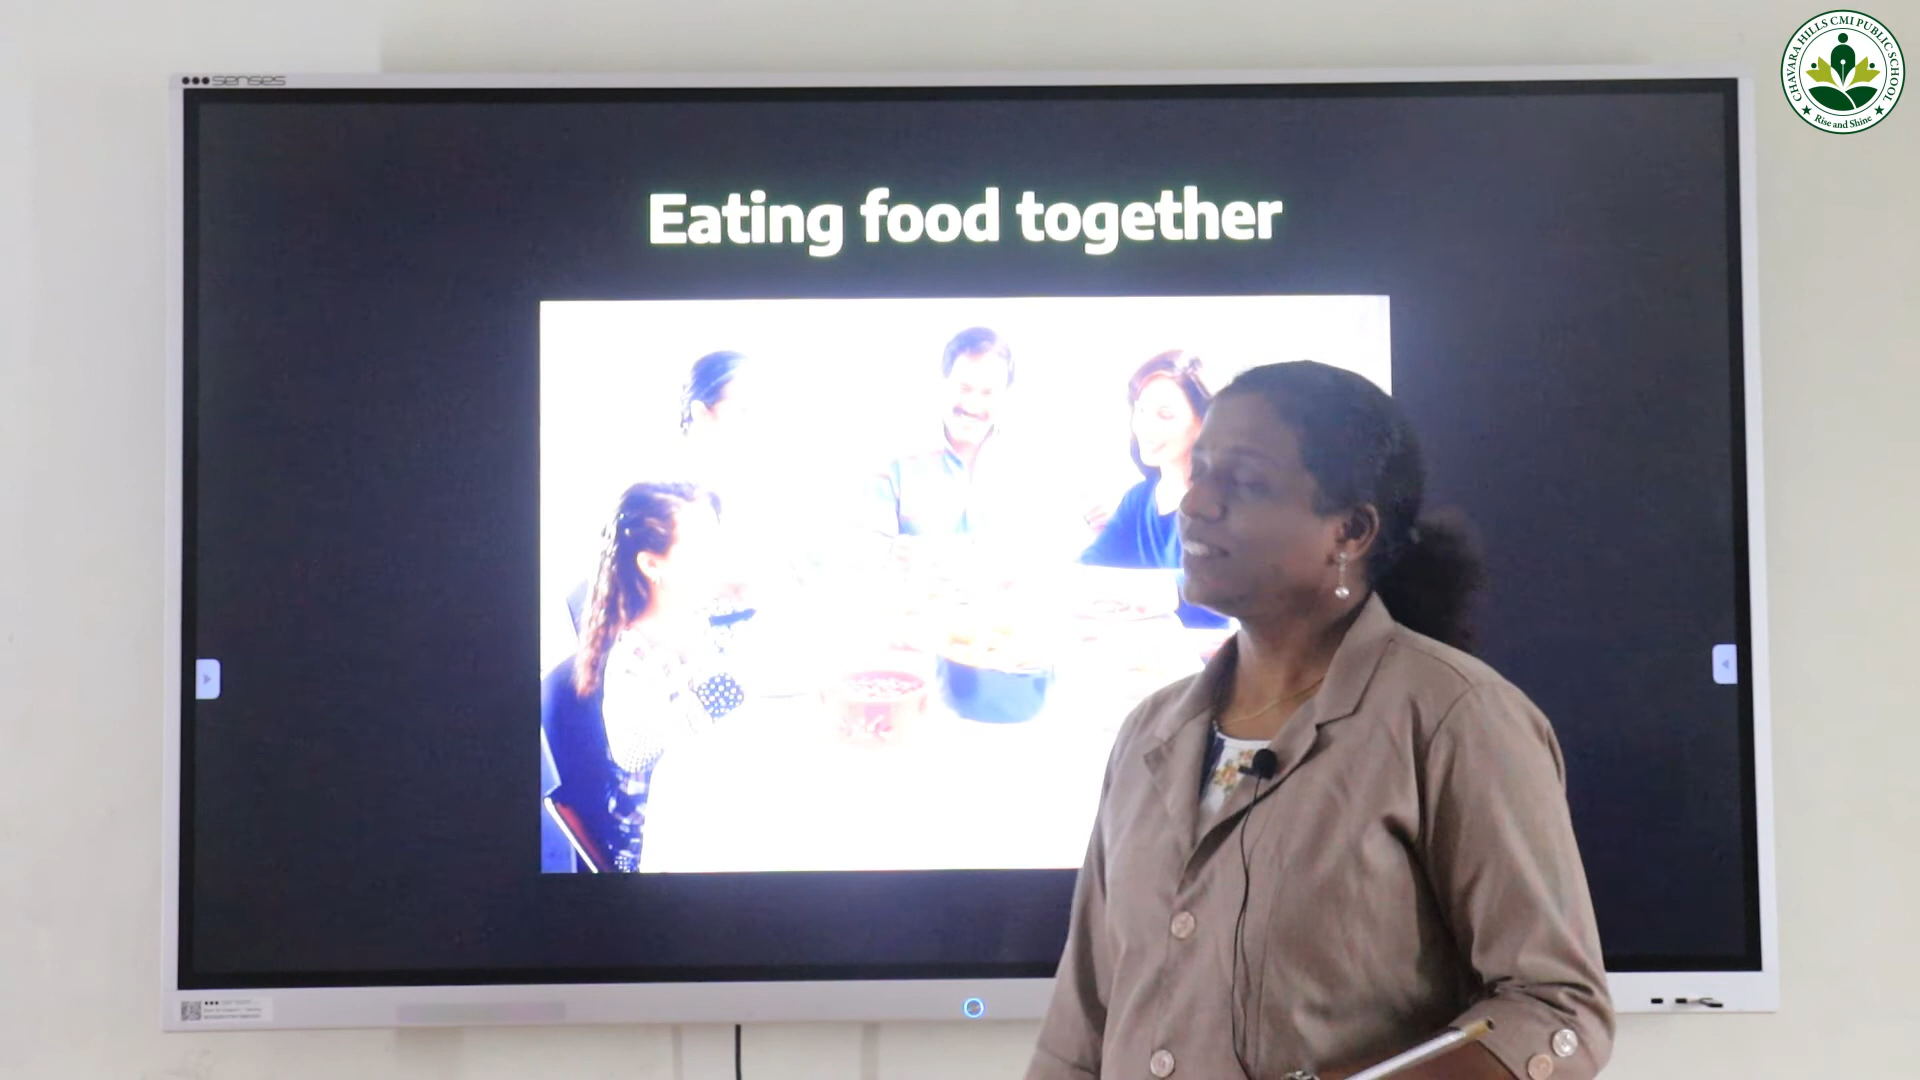 senses
CHAVARA HILLS CMI PUBLIC SCHOOL
Rise and Shine
Eating food together